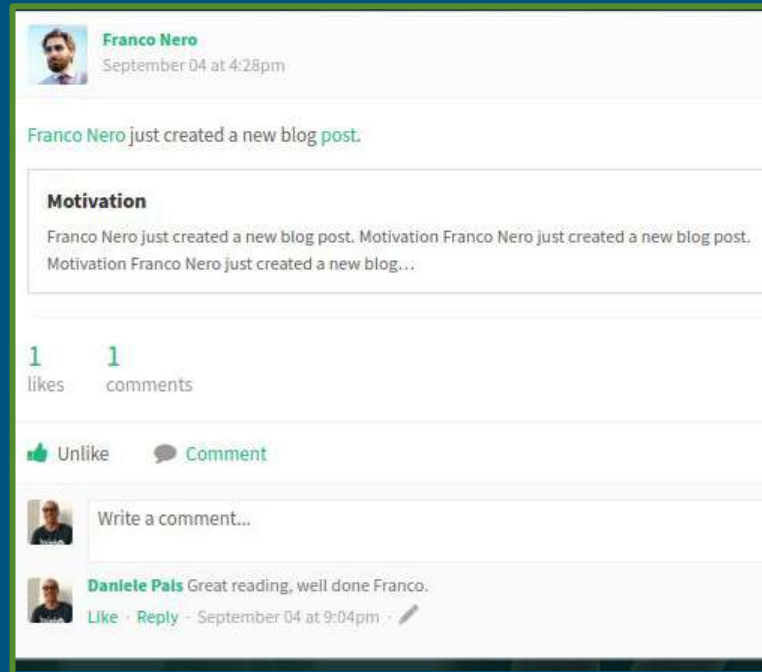 Franco Nero
September 04 at 4:28pm
Franco Nero just created a new blog post.
Motivation
Franco Nero just created a new blog post. Motivation Franco Nero just created a new blog post.
Motivation Franco Nero just created a new blog…
1 1
likes comments
Unlike Comment
Write a comment...
Daniele Pais Great reading, well done Franco.
Like · Reply · September 04 at 9:04pm ·